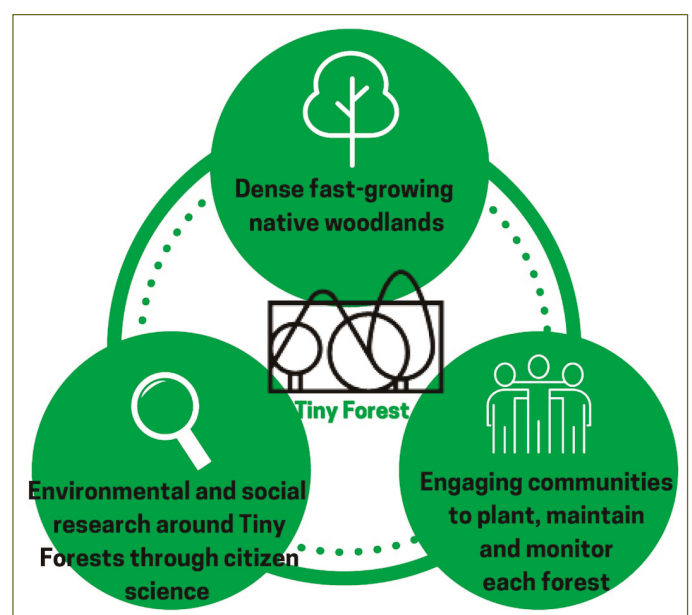 Dense fast-growing
native woodlands
Tiny Forest
Environmental and social
research around Tiny
Forests through citizen
science
Engaging communities
to plant, maintain
and monitor
each forest